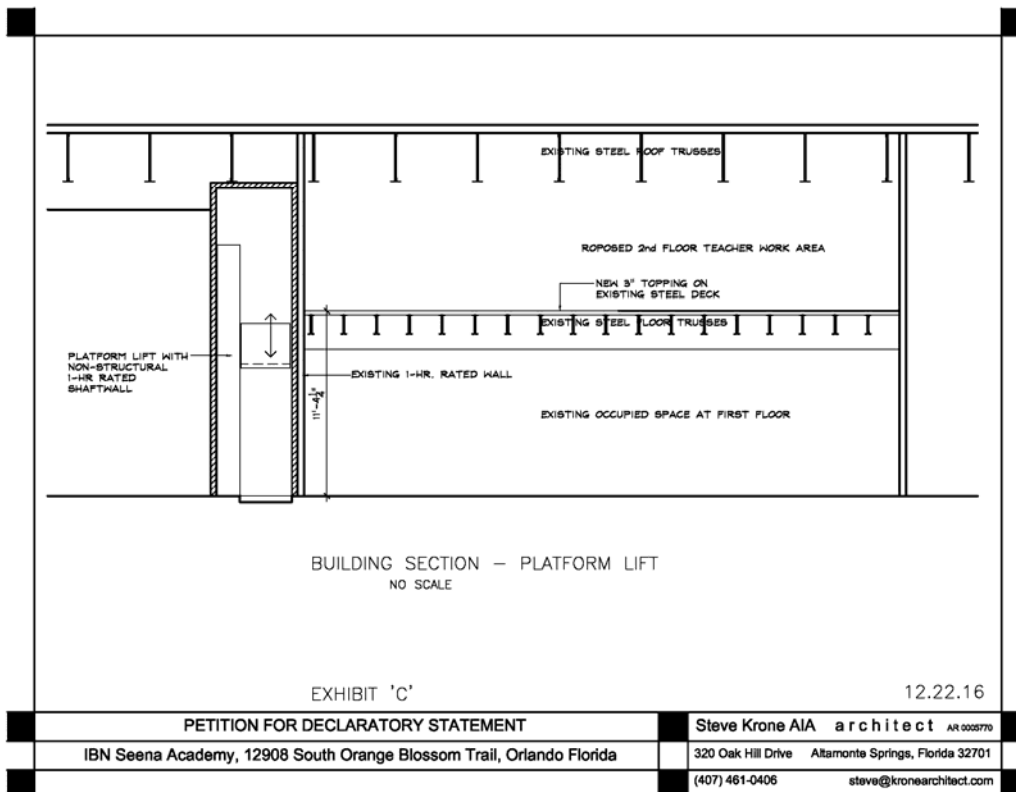 EXISTING STEEL ROOF TRUSSES
ROPOSED 2nd FLOOR TEACHER WORK AREA
NEW 3" TOPPING ON
EXISTING STEEL DECK
EXISTING STEEL FLOOR TRUSSES
PLATFORM LIFT WITH
NON-STRUCTURAL
1-HR RATED
SHAFTWALL
EXISTING 1-HR. RATED WALL
11'-4½"
EXISTING OCCUPIED SPACE AT FIRST FLOOR
BUILDING SECTION – PLATFORM LIFT
NO SCALE
EXHIBIT 'C'
12.22.16
PETITION FOR DECLARATORY STATEMENT
IBN Seena Academy, 12908 South Orange Blossom Trail, Orlando Florida
Steve Krone AIA architect AR 0005770
320 Oak Hill Drive Altamonte Springs, Florida 32701
(407) 461-0406 steve@kronearchitect.com